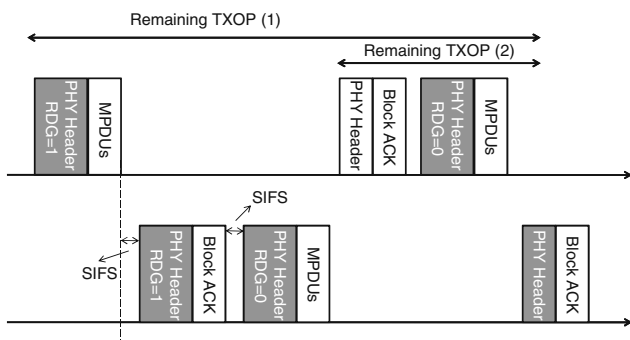 Remaining TXOP (1)
Remaining TXOP (2)
PHY Header
RDG=1
MPDUs
PHY Header
Block ACK
PHY Header
RDG=0
MPDUs
SIFS
SIFS
PHY Header
RDG=1
Block ACK
PHY Header
RDG=0
MPDUs
PHY Header
Block ACK